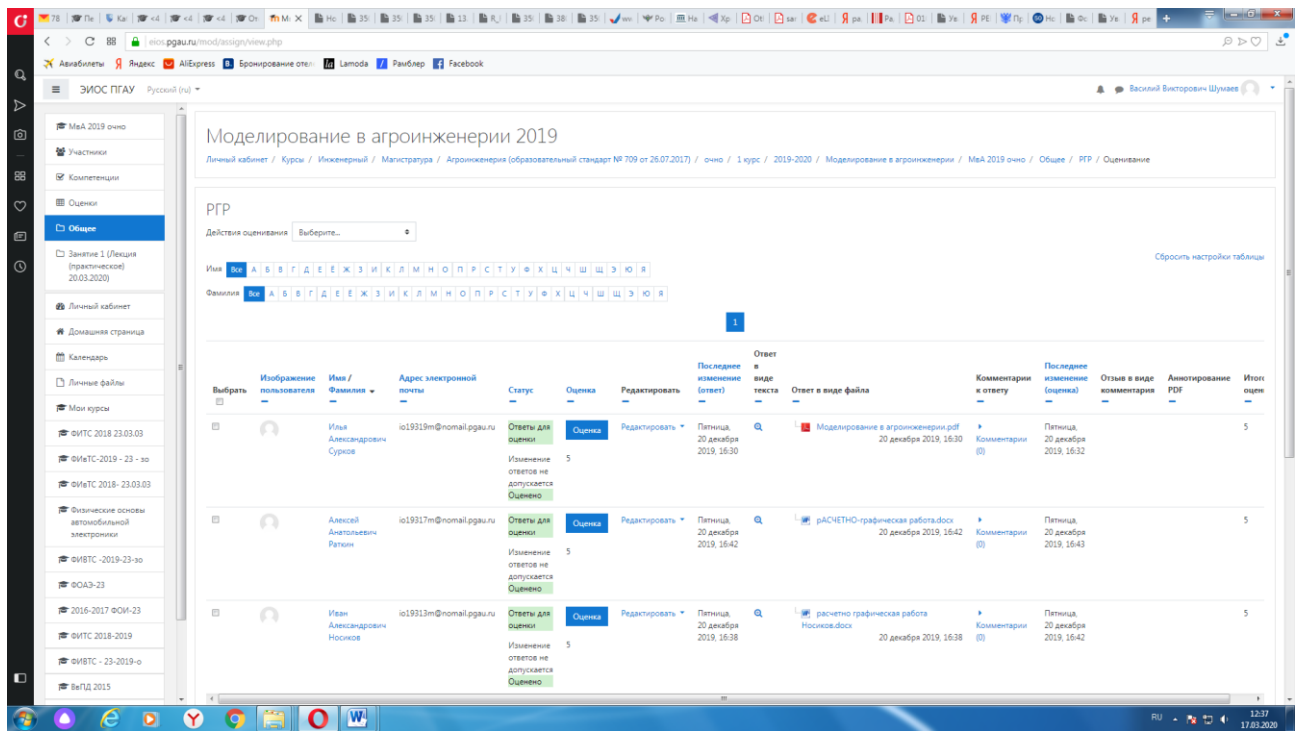 eios.pgau.ru/mod/assign/view.php
Авиабилеты Яндекс AliExpress Бронирование отел Lamoda Рамблер Facebook
ЭИОС ПГАУ Русский (ru)
Василий Викторович Шумаев
МвА 2019 очно
Участники
Компетенции
Оценки
Общее
Занятие 1 (Лекция
(практическое)
20.03.2020)
Личный кабинет
Домашняя страница
Календарь
Личные файлы
Мои курсы
ФИТС 2018 23.03.03
ФИвТС-2019 - 23 - зо
ФИвТС 2018- 23.03.03
Физические основы
автомобильной
электроники
ФИВТС -2019-23-зо
ФОАЭ-23
2016-2017 ФОИ-23
ФИТС 2018-2019
ФИВТС - 23-2019-о
ВвПД 2015
Моделирование в агроинженерии 2019
Личный кабинет / Курсы / Инженерный / Магистратура / Агроинженерия (образовательный стандарт № 709 от 26.07.2017) / очно / 1 курс / 2019-2020 / Моделирование в агроинженерии / МвА 2019 очно / Общее / РГР / Оценивание
РГР
Действия оценивания Выберите...
Сбросить настройки таблицы
Имя Все А Б В Г Д Е Ё Ж З И К Л М Н О П Р С Т У Ф Х Ц Ч Ш Щ Э Ю Я
Фамилия Все А Б В Г Д Е Ё Ж З И К Л М Н О П Р С Т У Ф Х Ц Ч Ш Щ Э Ю Я
1
Выбрать
Изображение
пользователя
Имя /
Фамилия
Адрес электронной
почты
Статус
Оценка
Редактировать
Последнее
изменение
(ответ)
Ответ
в
виде
текста
Ответ в виде файла
Комментарии
к ответу
Последнее
изменение
(оценка)
Отзыв в виде
комментария
Аннотирование
PDF
Итого
оцен
Илья
Александрович
Сурков
io19319m@nomail.pgau.ru
Ответы для
оценки
Изменение
ответов не
допускается
Оценено
Оценка
5
Редактировать
Пятница,
20 декабря
2019, 16:30
Моделирование в агроинженерии.pdf
20 декабря 2019, 16:30
Комментарии
(0)
Пятница,
20 декабря
2019, 16:32
5
Алексей
Анатольевич
Раткин
io19317m@nomail.pgau.ru
Ответы для
оценки
Изменение
ответов не
допускается
Оценено
Оценка
5
Редактировать
Пятница,
20 декабря
2019, 16:42
рАСЧЕТНО-графическая работа.docx
20 декабря 2019, 16:42
Комментарии
(0)
Пятница,
20 декабря
2019, 16:43
5
Иван
Александрович
Носиков
io19313m@nomail.pgau.ru
Ответы для
оценки
Изменение
ответов не
допускается
Оценено
Оценка
5
Редактировать
Пятница,
20 декабря
2019, 16:38
расчетно графическая работа
Носиков.docx
20 декабря 2019, 16:38
Комментарии
(0)
Пятница,
20 декабря
2019, 16:42
5
RU
12:37
17.03.2020